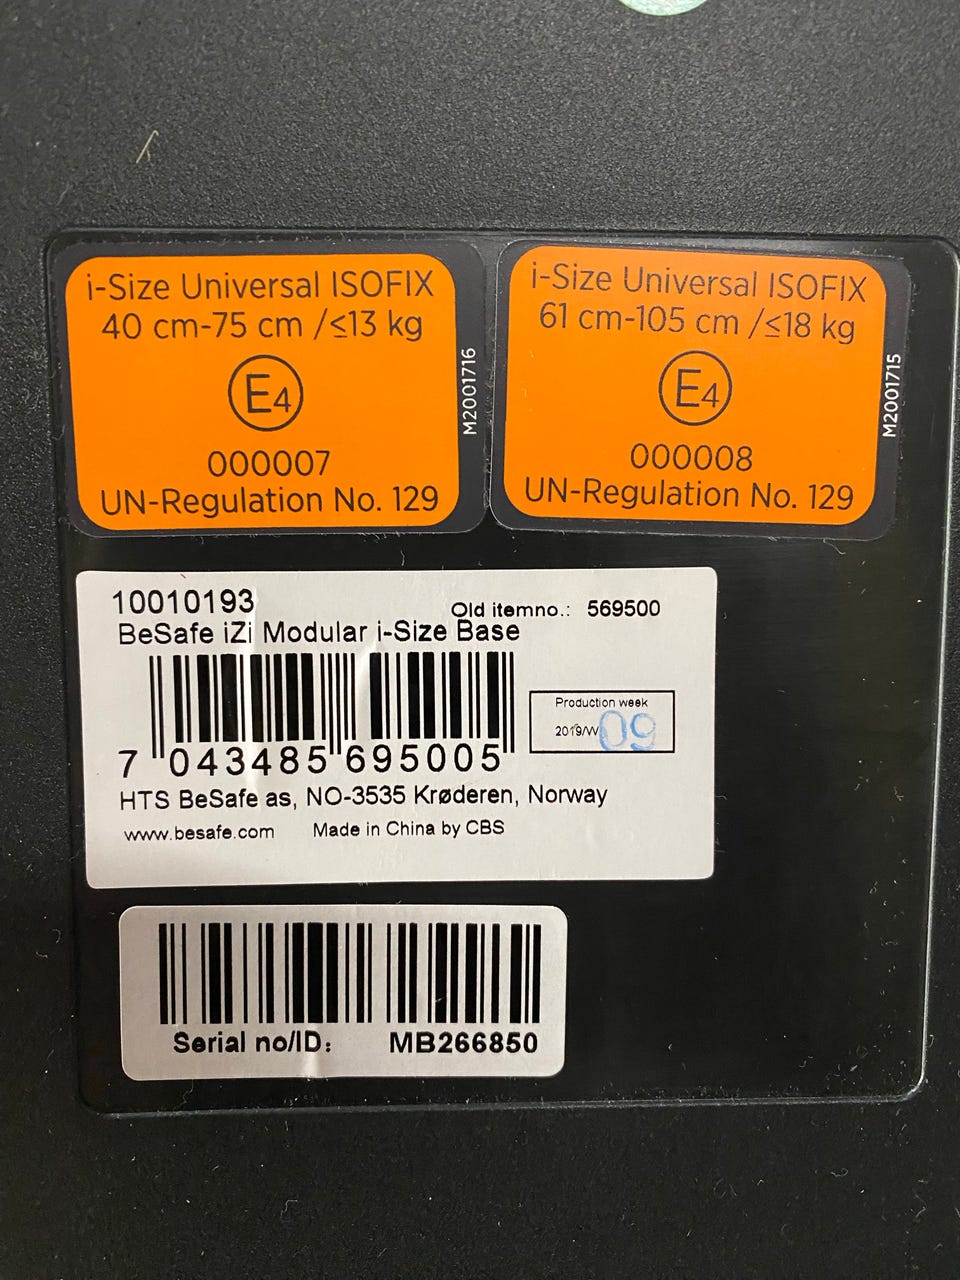 i-Size Universal ISOFIX
40 cm-75 cm /≤13 kg
E4
000007
UN-Regulation No. 129
M2001716
i-Size Universal ISOFIX
61 cm-105 cm /≤18 kg
E4
000008
UN-Regulation No. 129
M2001715
10010193
Old itemno.: 569500
BeSafe iZi Modular i-Size Base
Production week
2019/W 09
7 043485 695005
HTS BeSafe as, NO-3535 Krøderen, Norway
www.besafe.com Made in China by CBS
Serial no/ID: MB266850